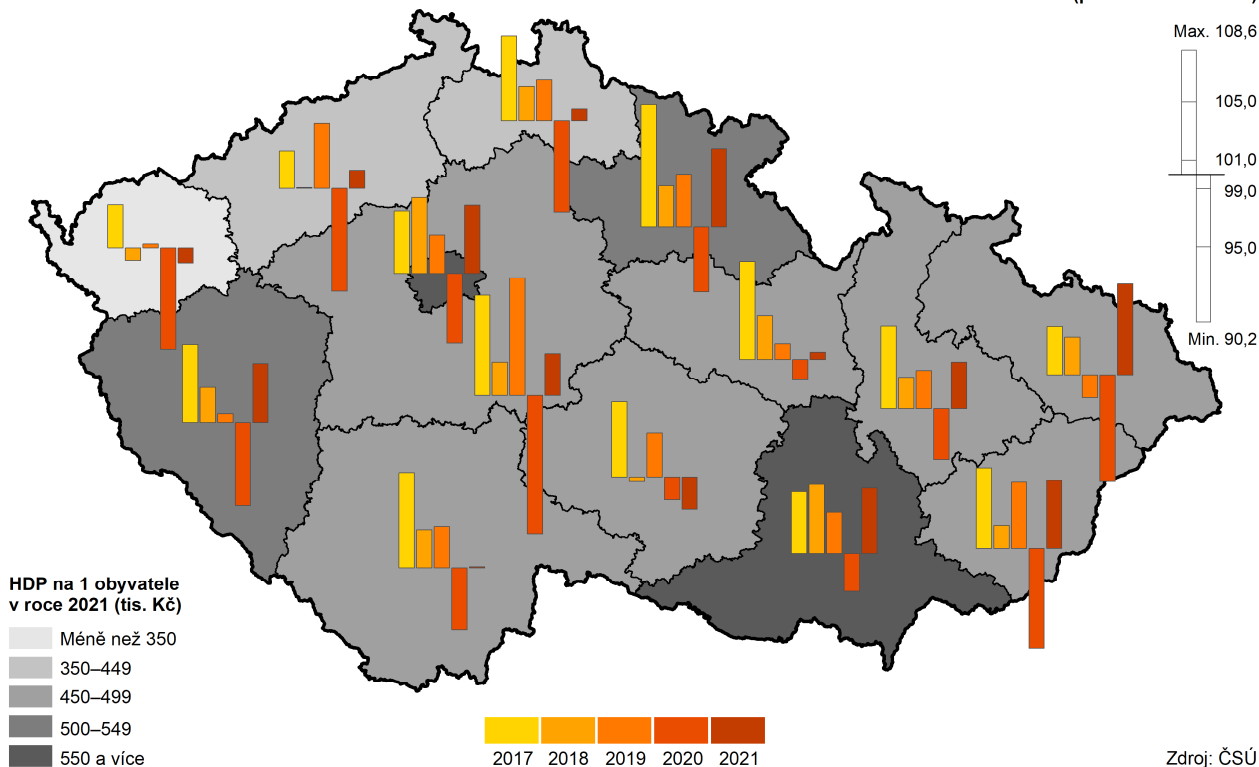 Max. 108,6
105,0
101,0
99,0
95,0
Min. 90,2
HDP na 1 obyvatele
v roce 2021 (tis. Kč)
Méně než 350
350–449
450–499
500–549
550 a více
2017 2018 2019 2020 2021
Zdroj: ČSÚ